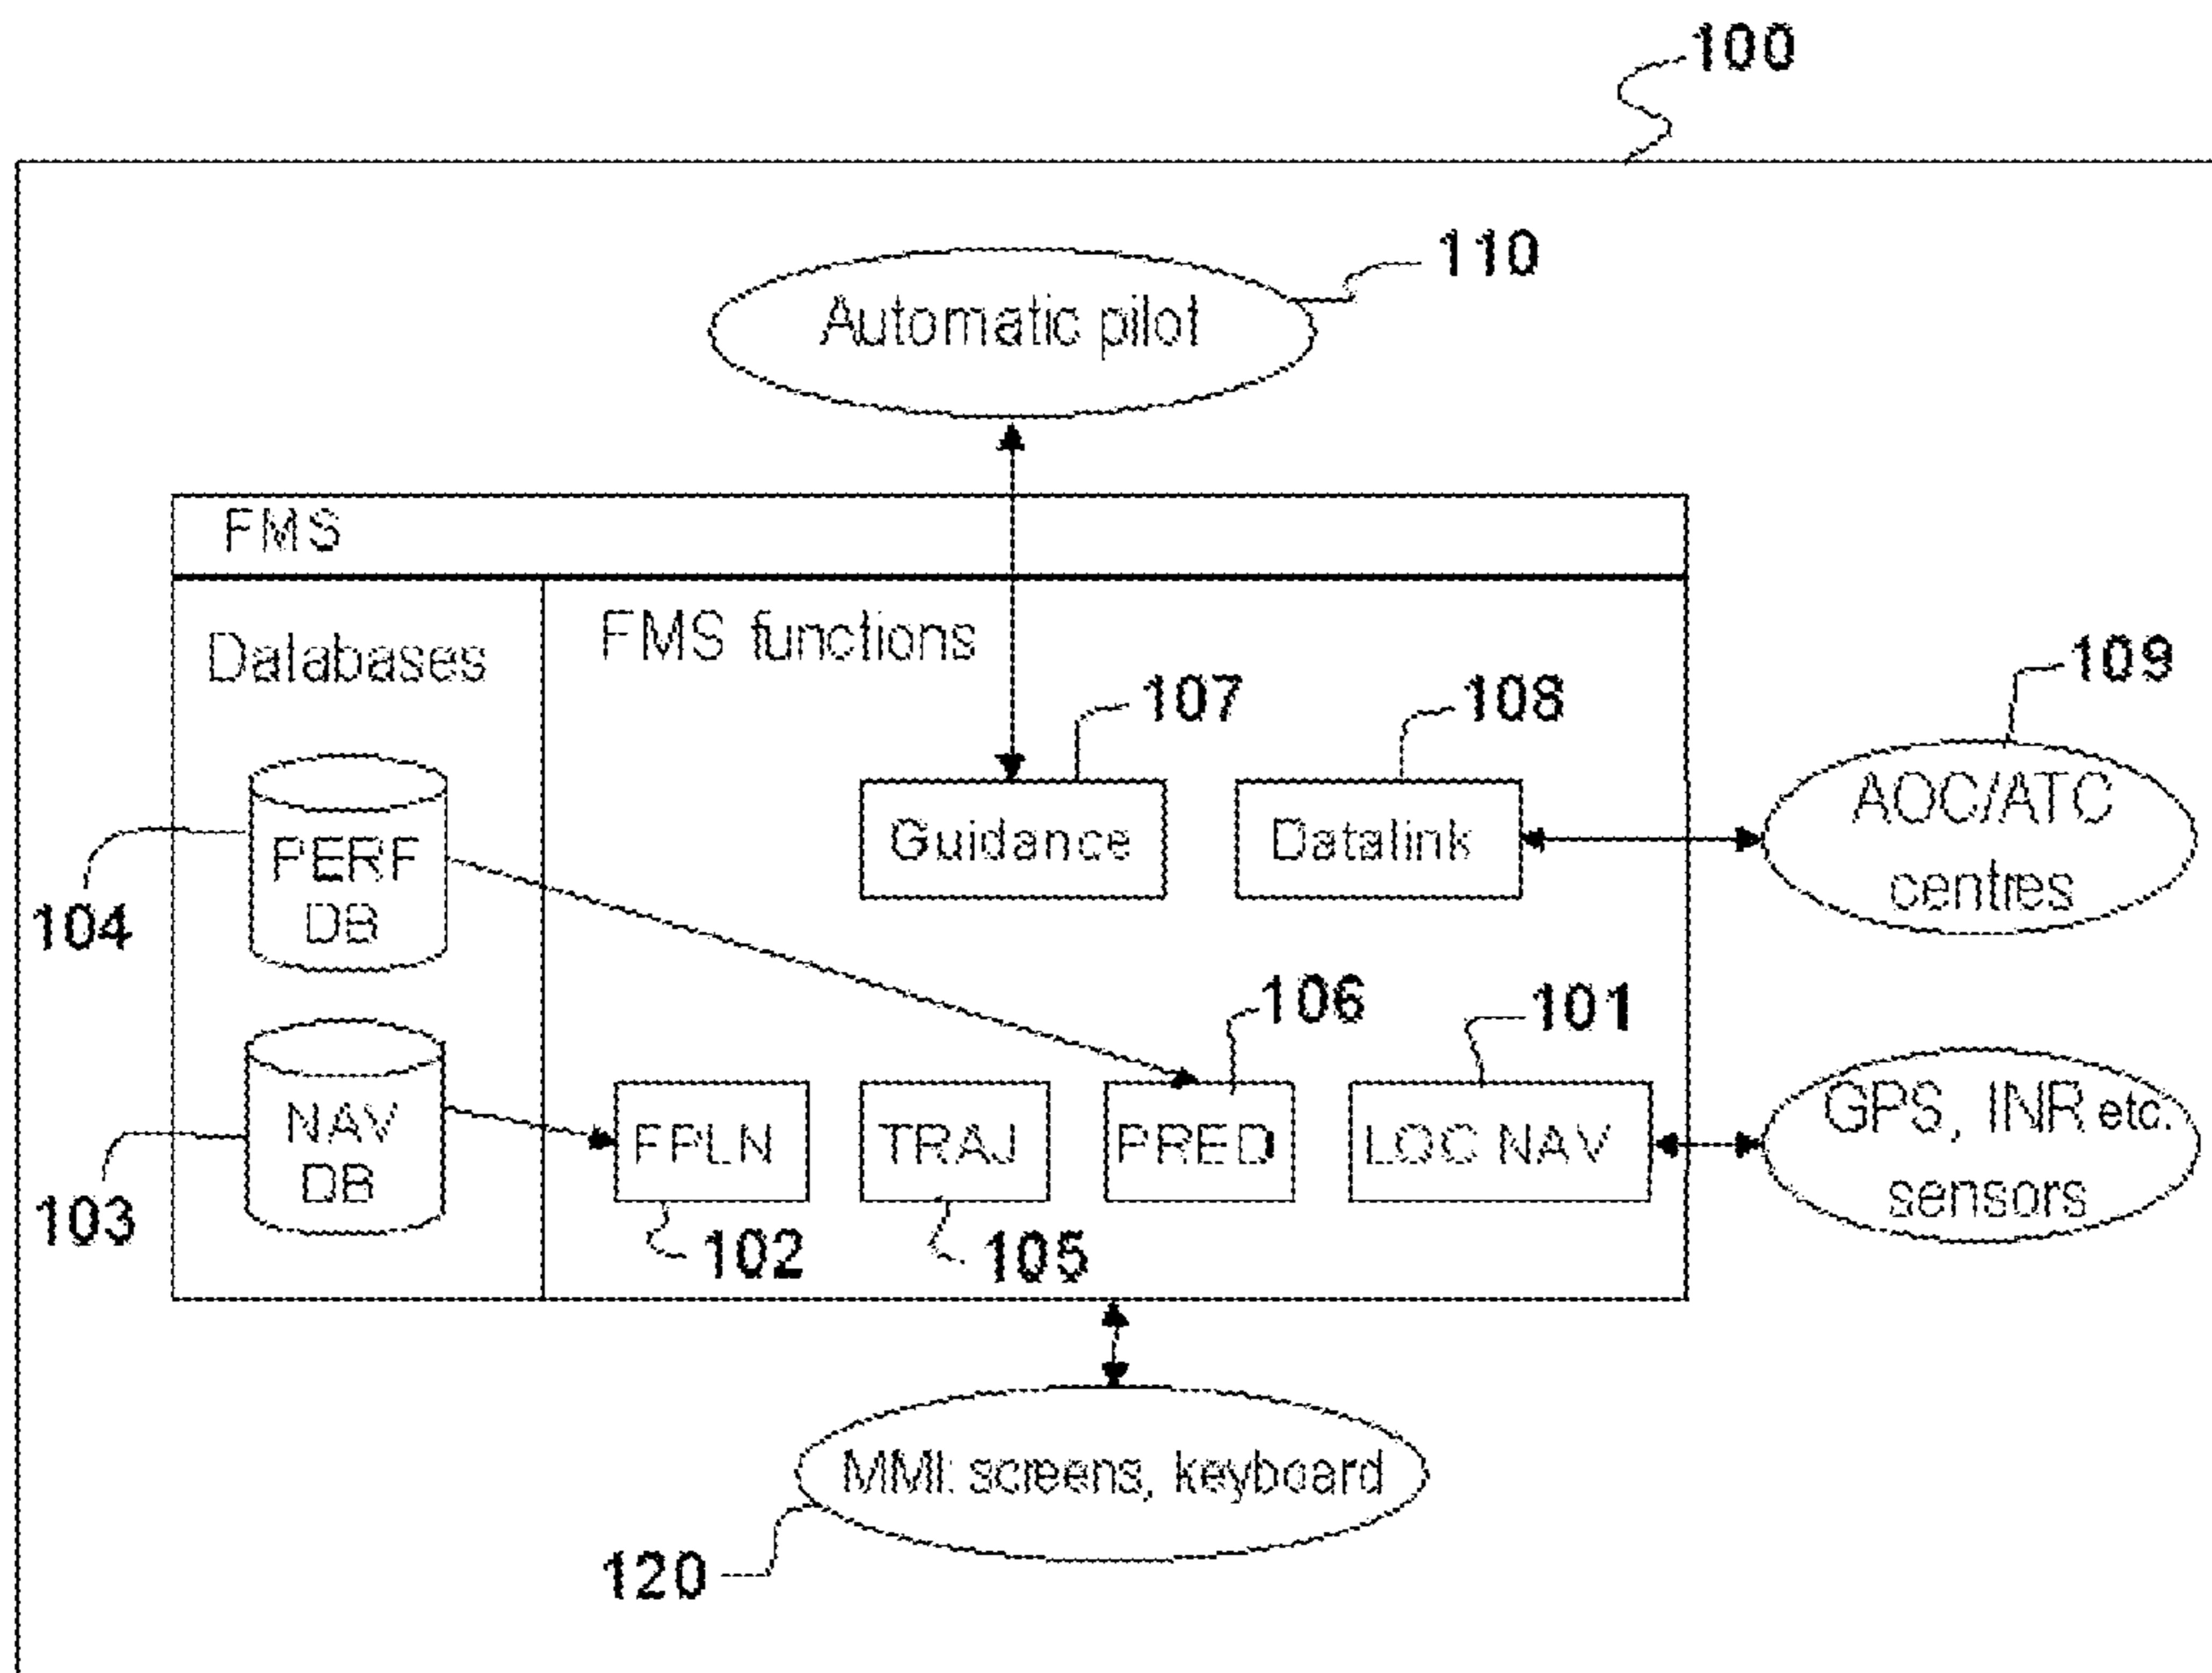 100
110
Automatic pilot
FMS
Databases
FMS functions
107
108
109
PERF
DB
Guidance
Datalink
AOC/ATC
centres
104
106
101
NAV
DB
FPLN
TRAJ
PRED
LOC NAV
GPS, INR etc.
sensors
103
102
105
MMI: screens, keyboard
120